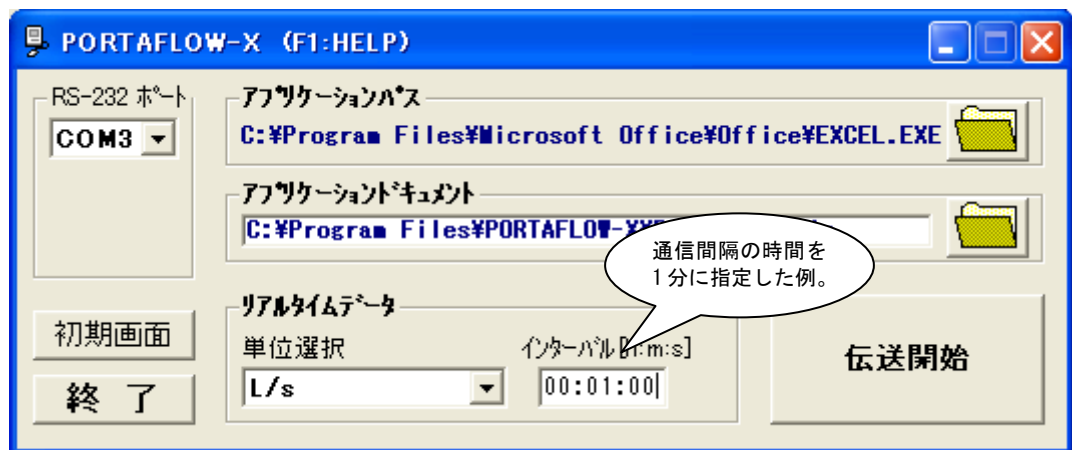 PORTAFLOW-X (F1:HELP)
RS-232 ポート
COM3
アプリケーションパス
C:¥Program Files¥Microsoft Office¥Office¥EXCEL.EXE
アプリケーションドキュメント
C:¥Program Files¥PORTAFLOW-X
通信間隔の時間を
1分に指定した例。
初期画面
終 了
リアルタイムデータ
単位選択
インターバル [h:m:s]
L/s
00:01:00
伝送開始